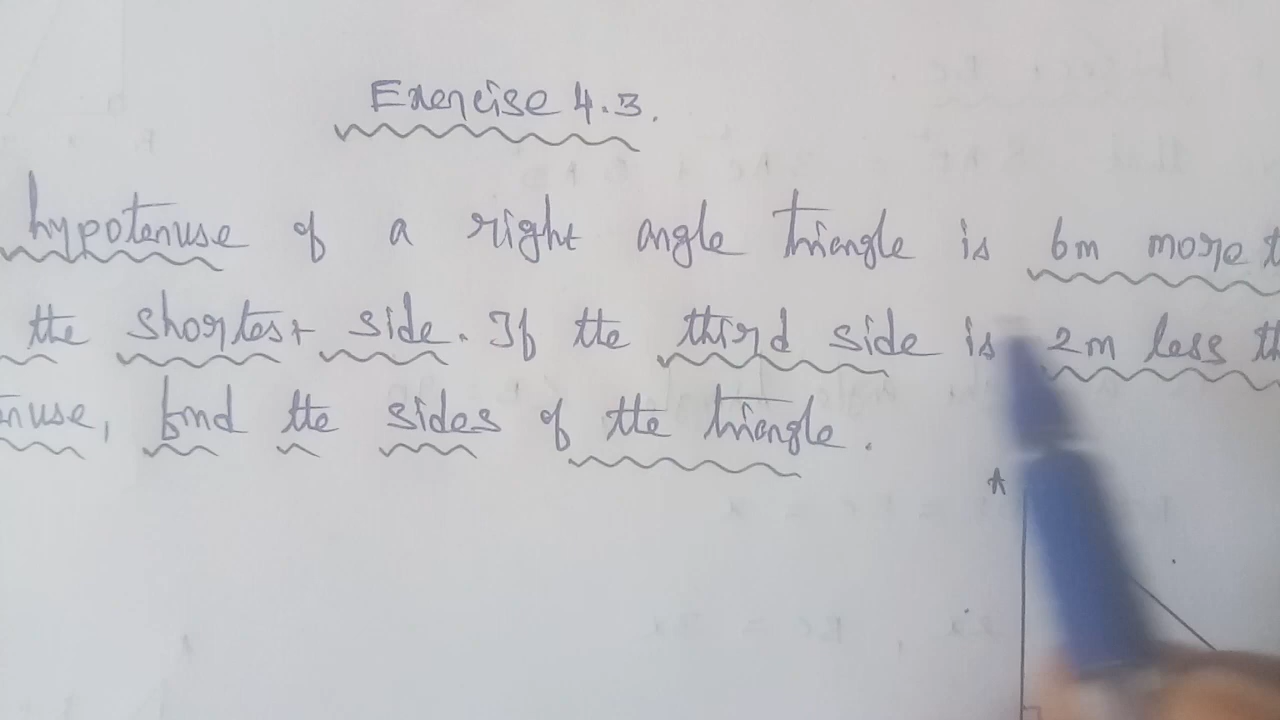 Exercise 4.3.
hypotenuse of a right angle triangle is 6m more
the shortest side. If the third side is 2m less
find the sides of the triangle.
A